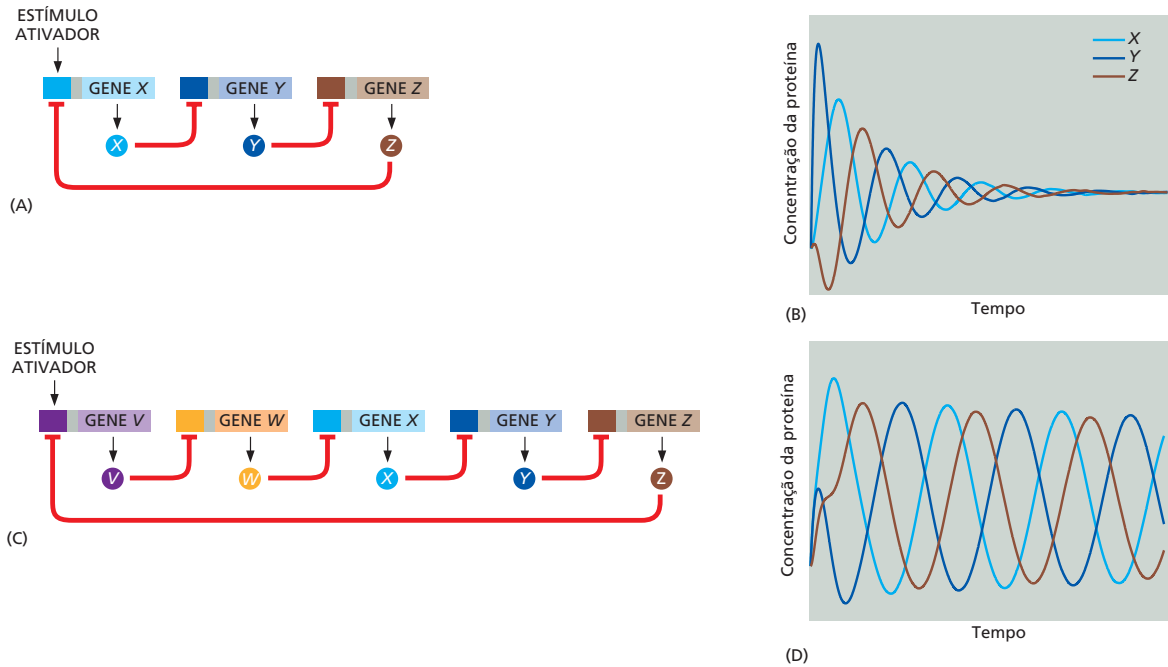 ESTÍMULO
ATIVADOR
GENE X
GENE Y
GENE Z
X
Y
Z
(A)
X
Y
Z
Concentração da proteína
Tempo
(B)
ESTÍMULO
ATIVADOR
GENE V
GENE W
GENE X
GENE Y
GENE Z
V
W
X
Y
Z
(C)
Concentração da proteína
Tempo
(D)